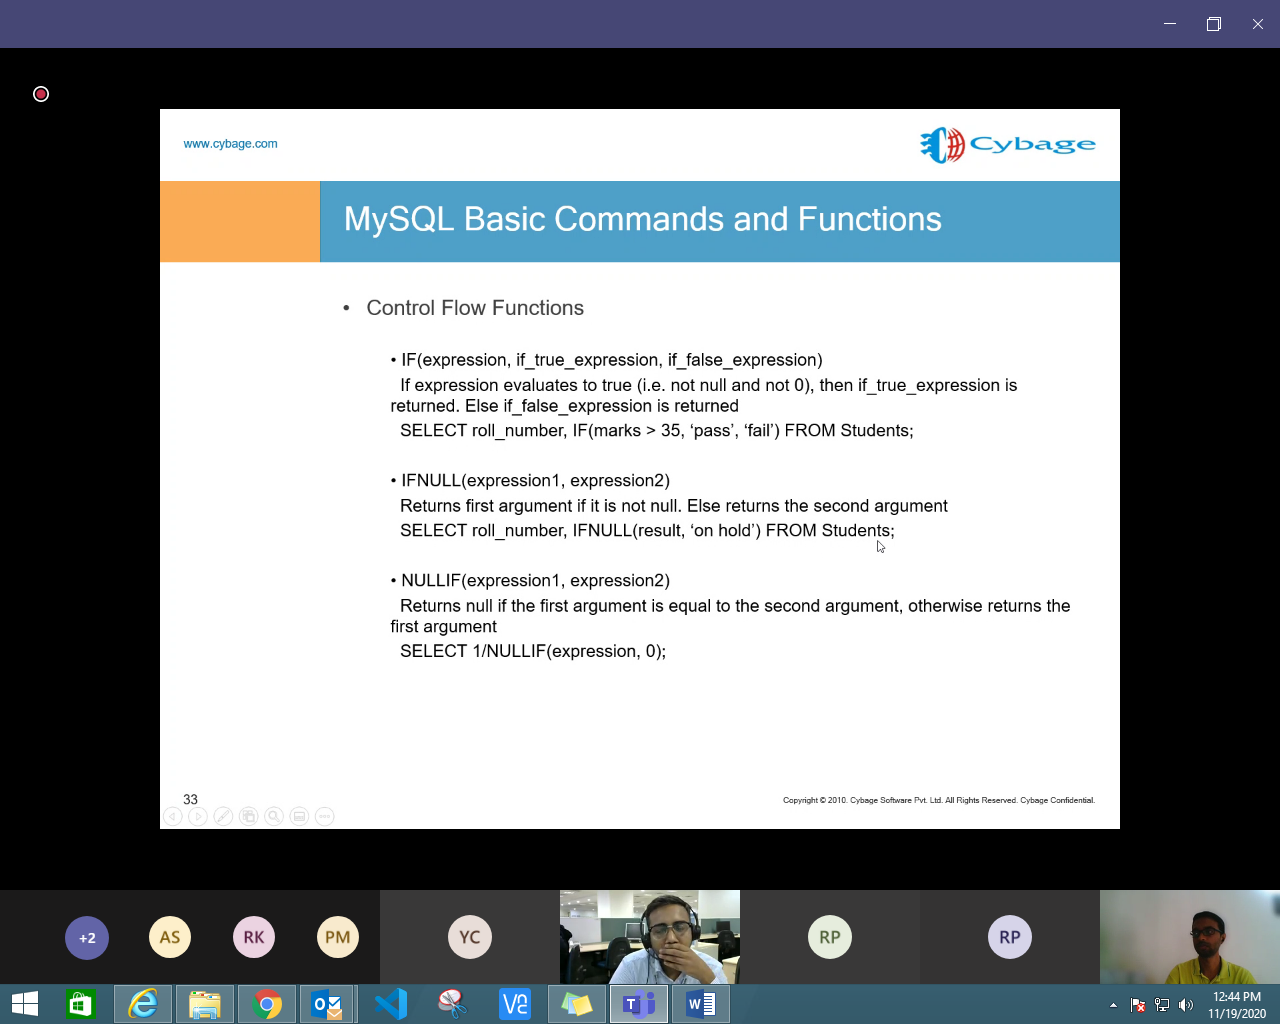 www.cybage.com
Cybage
MySQL Basic Commands and Functions
• Control Flow Functions
• IF(expression, if_true_expression, if_false_expression)
If expression evaluates to true (i.e. not null and not 0), then if_true_expression is
returned. Else if_false_expression is returned
SELECT roll_number, IF(marks > 35, ‘pass’, ‘fail’) FROM Students;
• IFNULL(expression1, expression2)
Returns first argument if it is not null. Else returns the second argument
SELECT roll_number, IFNULL(result, ‘on hold’) FROM Students;
• NULLIF(expression1, expression2)
Returns null if the first argument is equal to the second argument, otherwise returns the
first argument
SELECT 1/NULLIF(expression, 0);
33
Copyright © 2010. Cybage Software Pvt. Ltd. All Rights Reserved. Cybage Confidential.
+2 AS RK PM YC RP RP
12:44 PM
11/19/2020